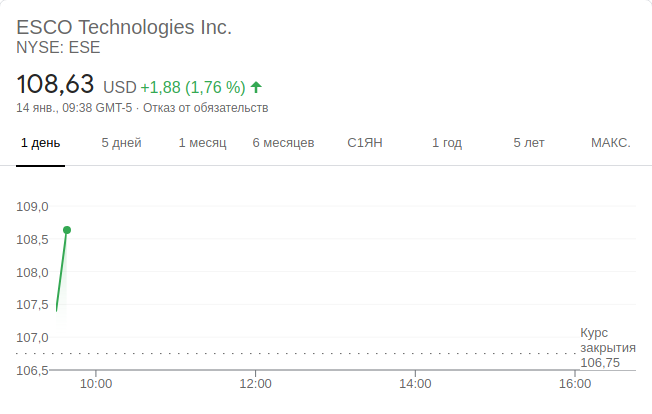 ESCO Technologies Inc.
NYSE: ESE
108,63 USD +1,88 (1,76 %)
14 янв., 09:38 GMT-5 · Отказ от обязательств
1 день 5 дней 1 месяц 6 месяцев С1ЯН 1 год 5 лет МАКС.
109,0
108,5
108,0
107,5
107,0
106,5
Курс
закрытия
106,75
10:00 12:00 14:00 16:00